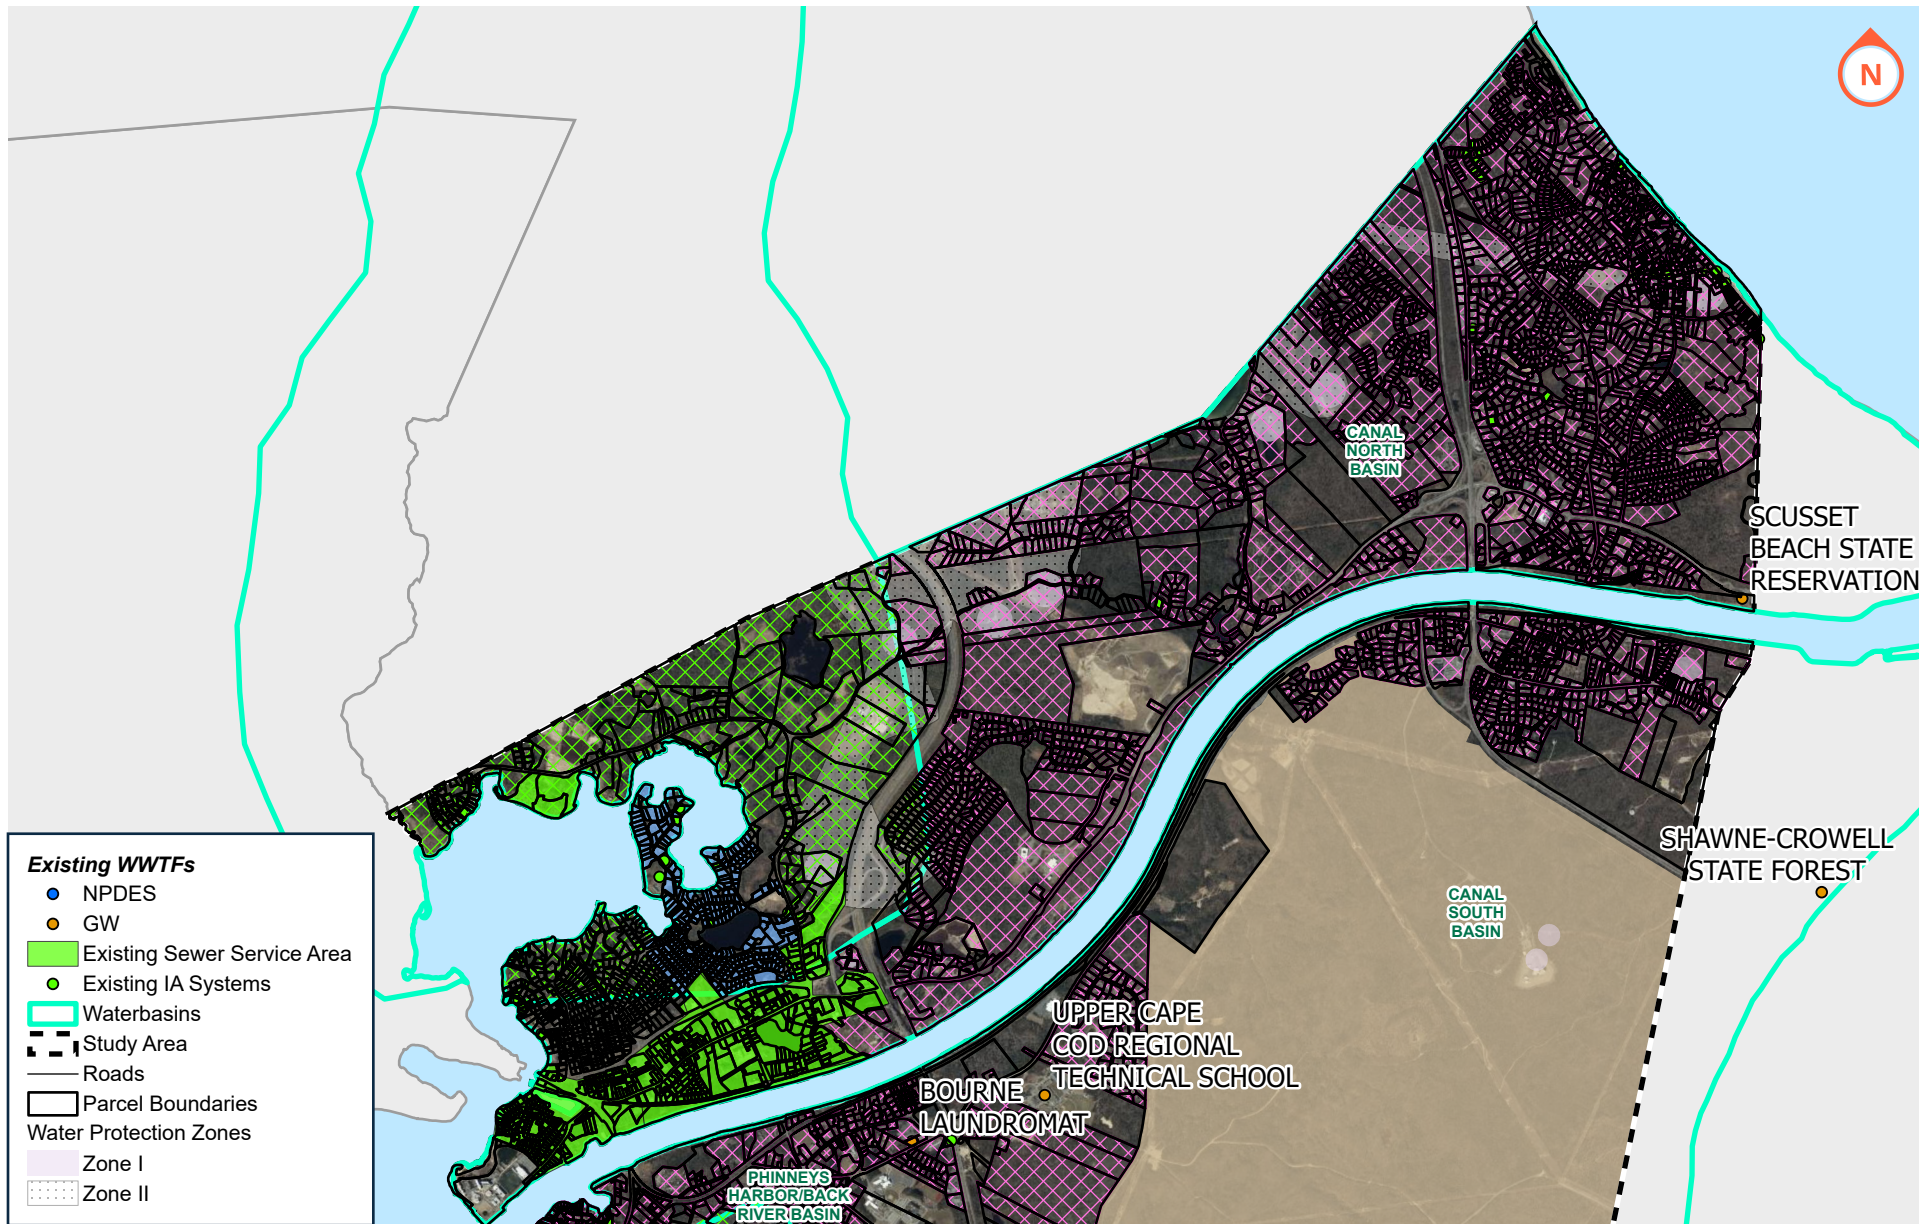 N
CANAL
NORTH
BASIN
SCUSSET
BEACH STATE
RESERVATION
SHAWNE-CROWELL
STATE FOREST
CANAL
SOUTH
BASIN
UPPER CAPE
COD REGIONAL
TECHNICAL SCHOOL
BOURNE
LAUNDROMAT
PHINNEYS
HARBOR/BACK
RIVER BASIN
Existing WWTFs
NPDES
GW
Existing Sewer Service Area
Existing IA Systems
Waterbasins
Study Area
Roads
Parcel Boundaries
Water Protection Zones
Zone I
Zone II